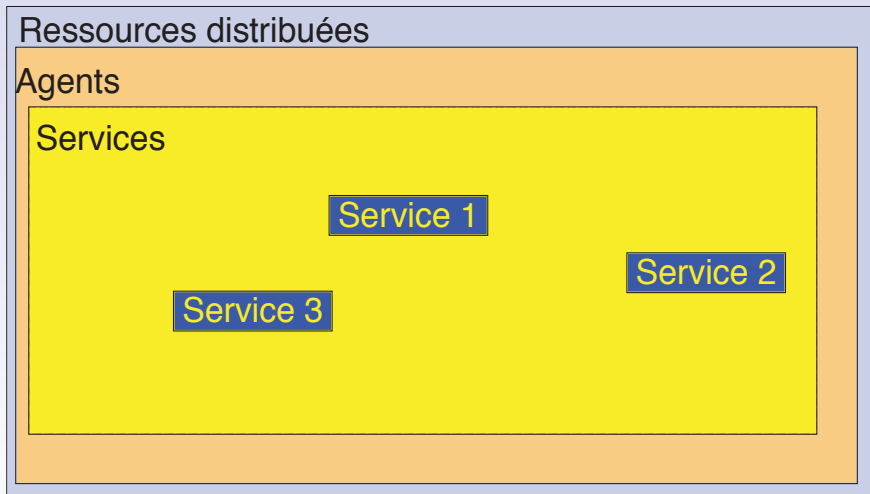 Ressources distribuées
Agents
Services
Service 1
Service 2
Service 3